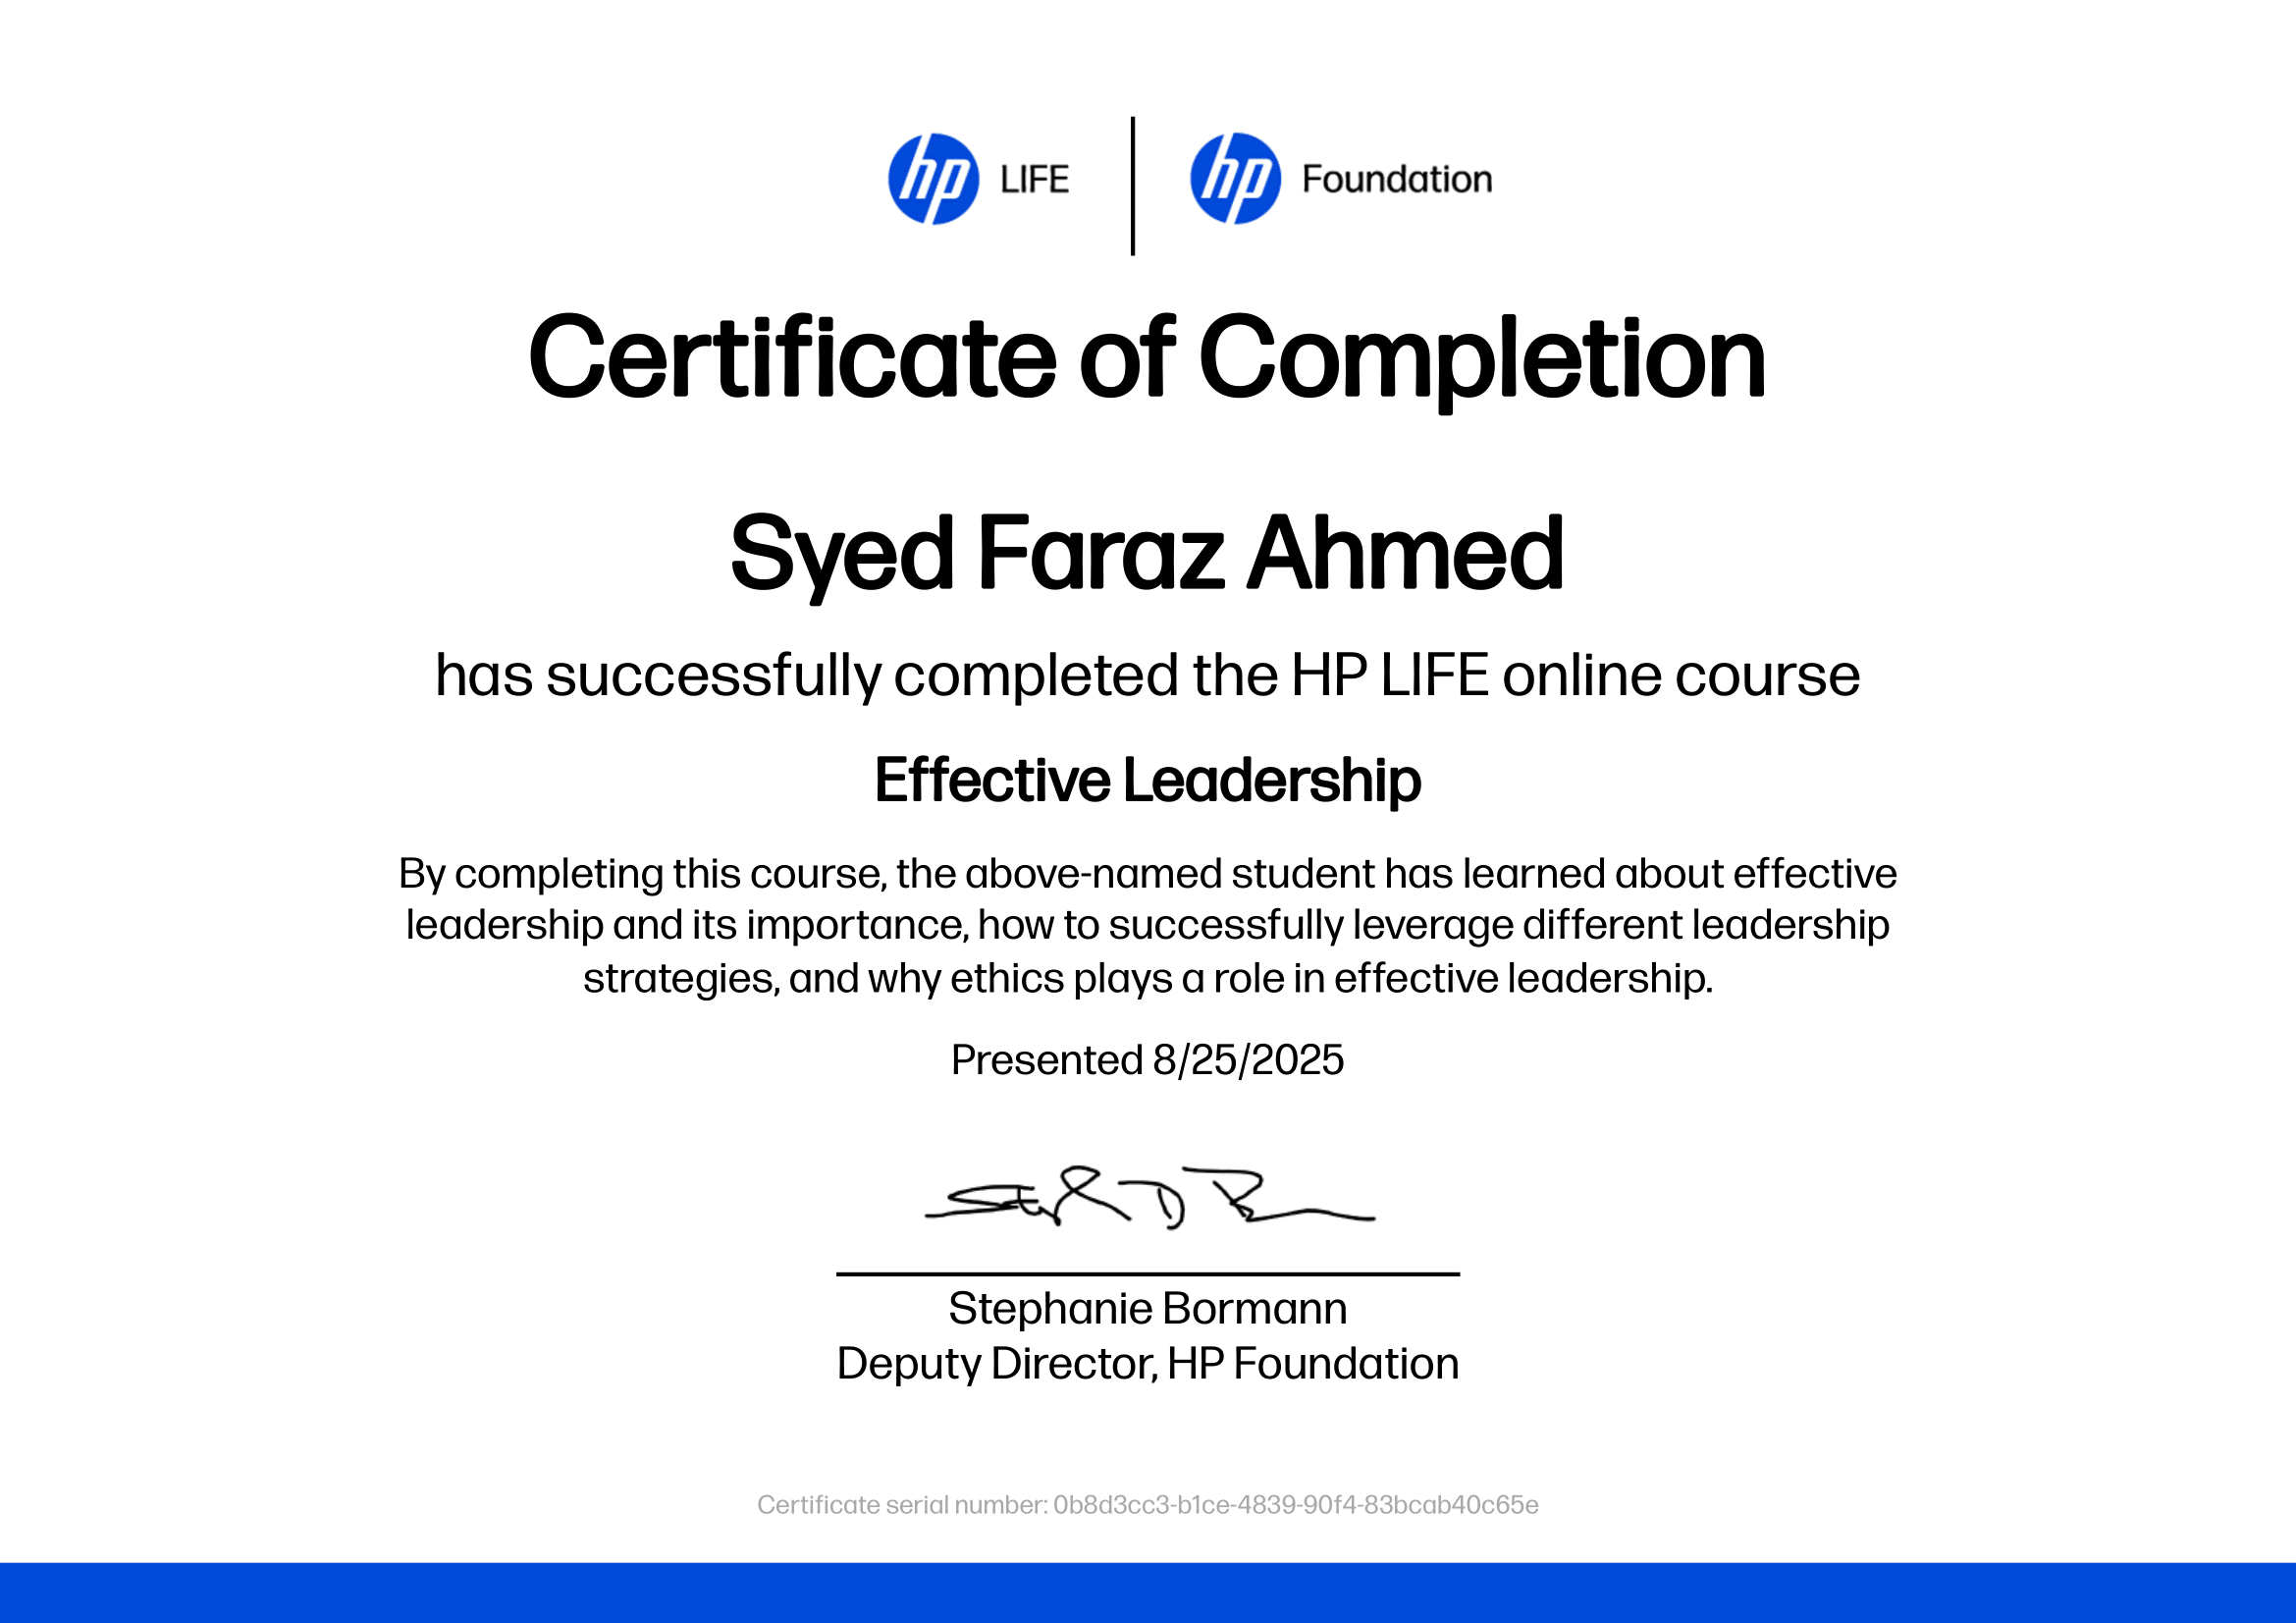 hp LIFE | hp Foundation
Certificate of Completion
Syed Faraz Ahmed
has successfully completed the HP LIFE online course
Effective Leadership
By completing this course, the above-named student has learned about effective
leadership and its importance, how to successfully leverage different leadership
strategies, and why ethics plays a role in effective leadership.
Presented 8/25/2025
Stephanie Bormann
Deputy Director, HP Foundation
Certificate serial number: 0b8d3cc3-b1ce-4839-90f4-83bcab40c65e